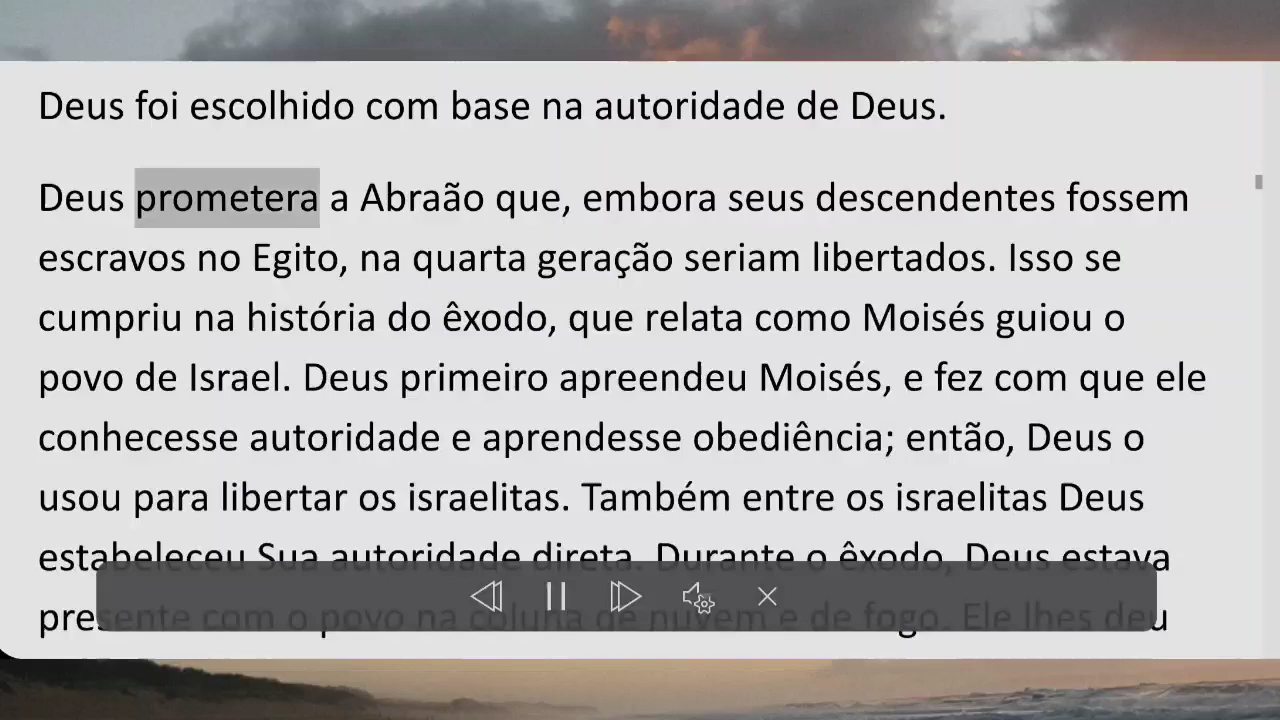 Deus foi escolhido com base na autoridade de Deus.
Deus prometera a Abraão que, embora seus descendentes fossem
escravos no Egito, na quarta geração seriam libertados. Isso se
cumpriu na história do êxodo, que relata como Moisés guiou o
povo de Israel. Deus primeiro apreendeu Moisés, e fez com que ele
conhecesse autoridade e aprendesse obediência; então, Deus o
usou para libertar os israelitas. Também entre os israelitas Deus
estabeleceu Sua autoridade direta. Durante o êxodo, Deus estava
presente com o povo na coluna de nuvem e de fogo. Ele lhes deu